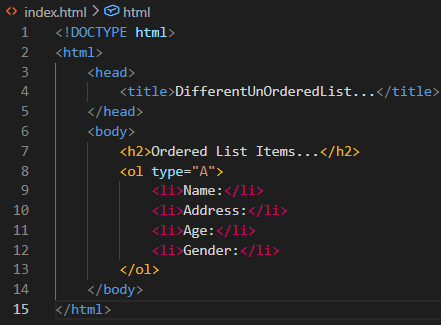 index.html > html
1 <!DOCTYPE html>
2 <html>
3 <head>
4 <title>DifferentUnOrderedList...</title>
5 </head>
6 <body>
7 <h2>Ordered List Items...</h2>
8 <ol type="A">
9 <li>Name:</li>
10 <li>Address:</li>
11 <li>Age:</li>
12 <li>Gender:</li>
13 </ol>
14 </body>
15 </html>